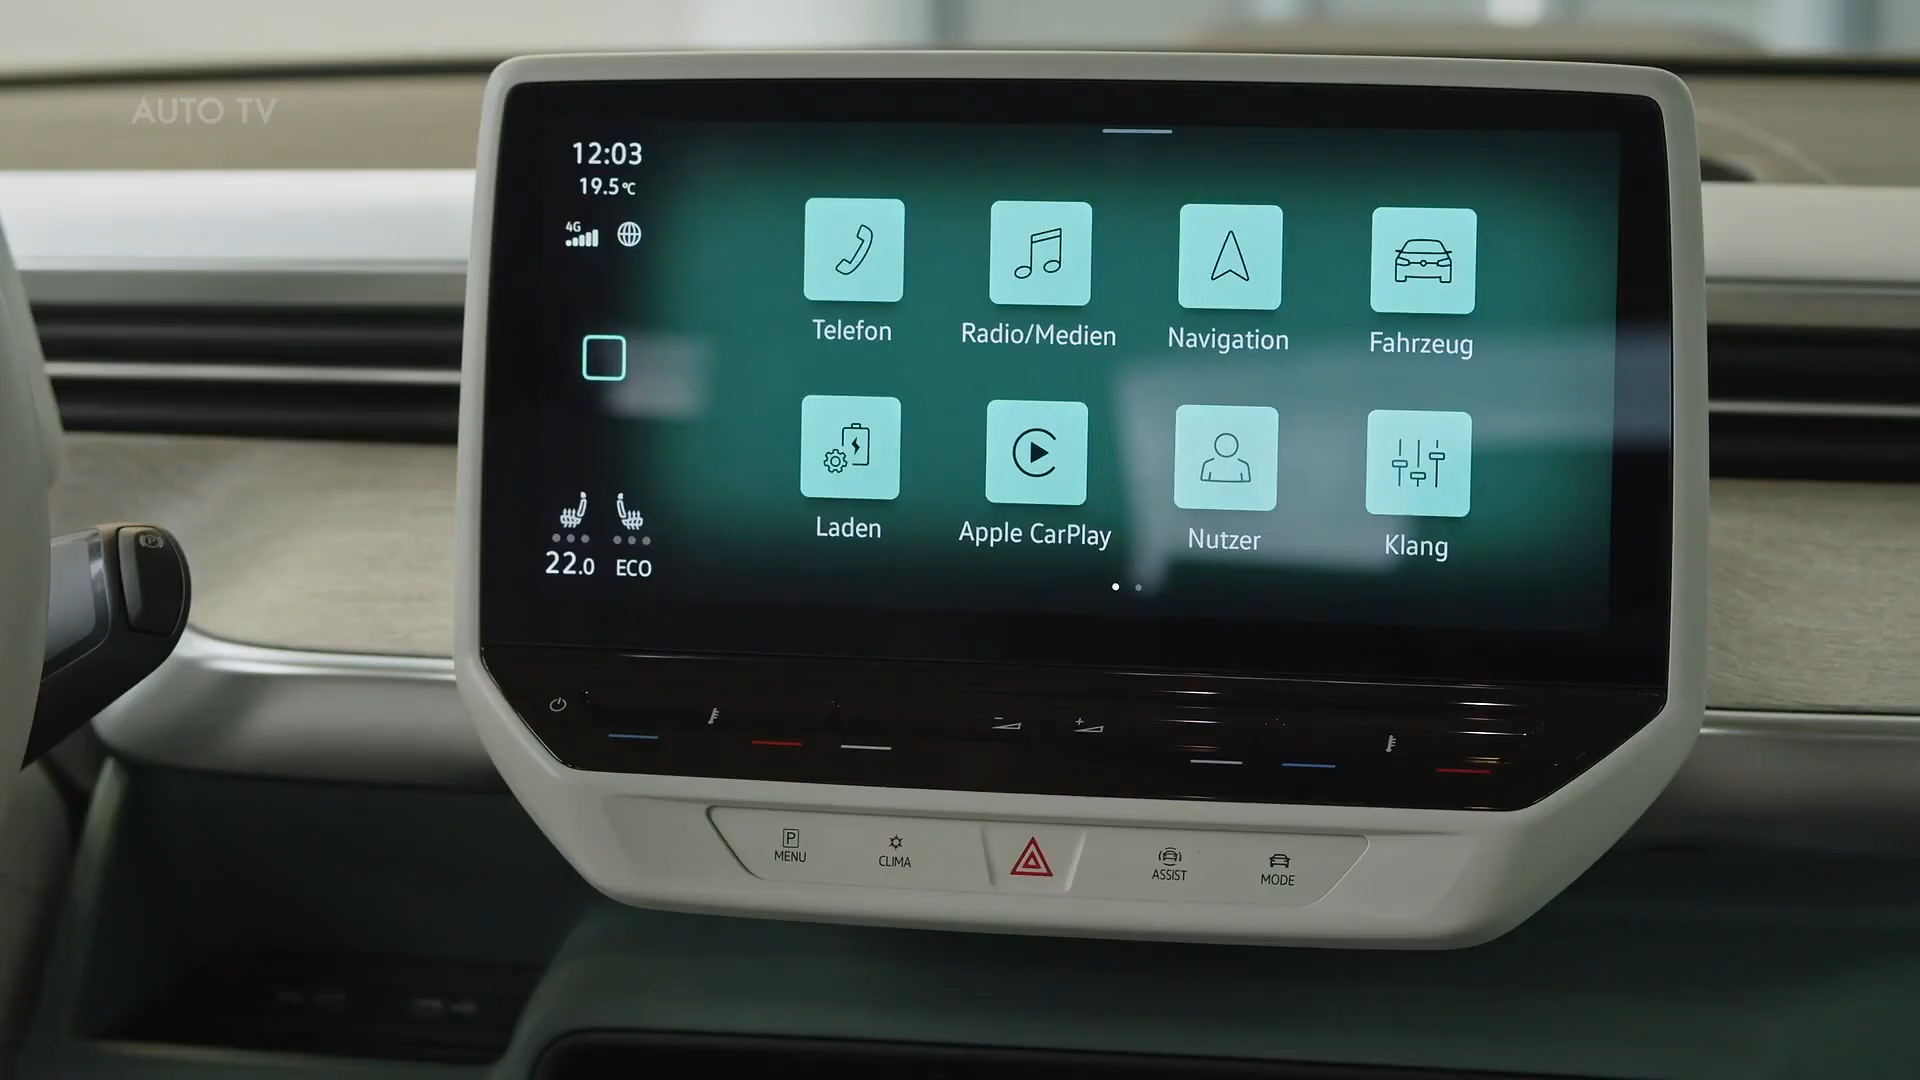 AUTO TV
12:03
19.5°C
4G
Telefon
Radio/Medien
Navigation
Fahrzeug
Laden
Apple CarPlay
Nutzer
Klang
22.0 ECO
P
P
MENU
CLIMA
ASSIST
MODE